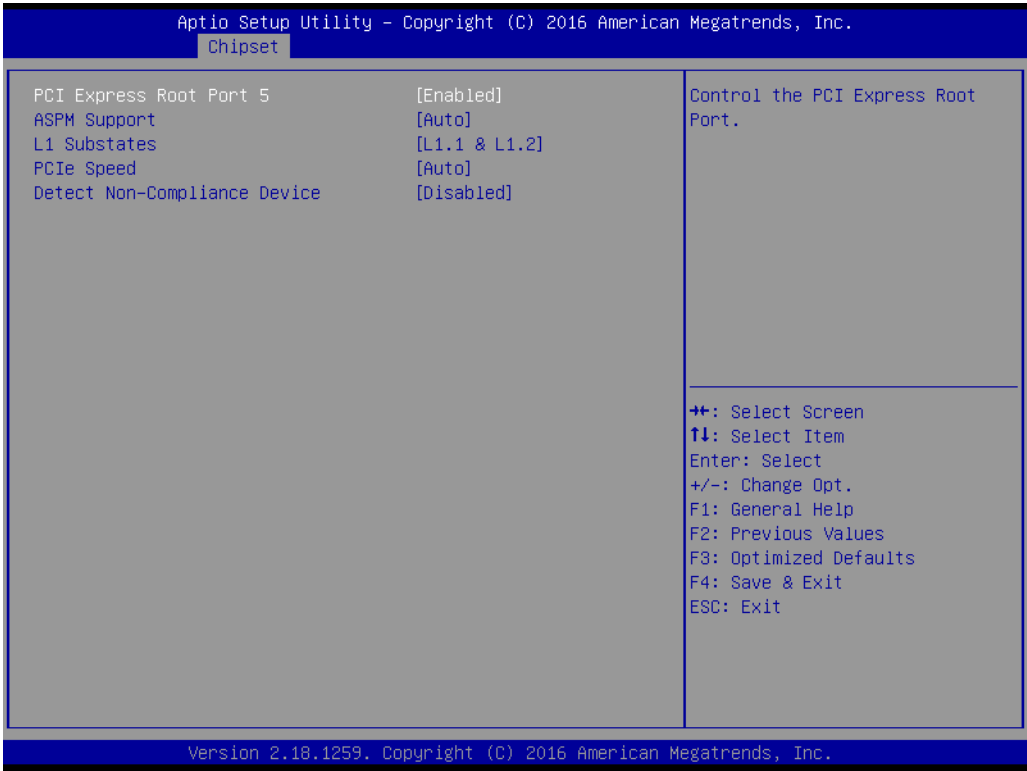 Aptio Setup Utility – Copyright (C) 2016 American Megatrends, Inc.
Chipset
PCI Express Root Port 5 [Enabled]
ASPM Support [Auto]
L1 Substates [L1.1 & L1.2]
PCIe Speed [Auto]
Detect Non-Compliance Device [Disabled]
Control the PCI Express Root
Port.
→←: Select Screen
↑↓: Select Item
Enter: Select
+/-: Change Opt.
F1: General Help
F2: Previous Values
F3: Optimized Defaults
F4: Save & Exit
ESC: Exit
Version 2.18.1259. Copyright (C) 2016 American Megatrends, Inc.